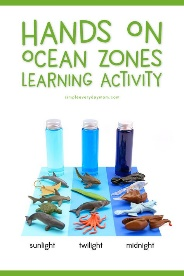 HANDS ON
OCEAN ZONES
LEARNING ACTIVITY
sunlight
twilight
midnight